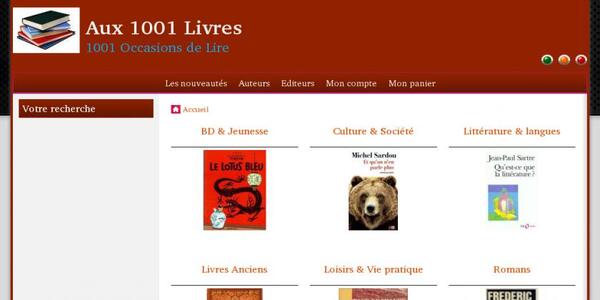 Aux 1001 Livres
1001 Occasions de Lire
Les nouveautés Auteurs Editeurs Mon compte Mon panier
Votre recherche
Accueil
BD & Jeunesse Culture & Société Littérature & langues
LE LOTUS BLEU
Michel Sardou
Et qu'on n'en
parle plus
Jean-Paul Sartre
Qu'est-ce que
la littérature ?
Livres Anciens Loisirs & Vie pratique Romans
FREDERIC